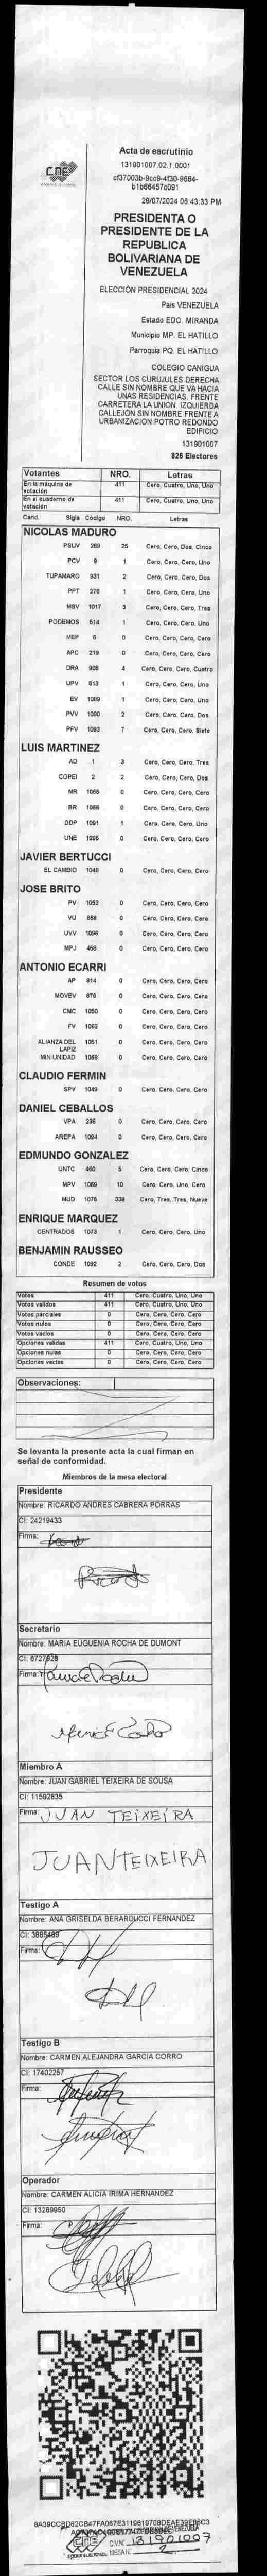 CNE
PODER ELECTORAL
Acta de escrutinio
131901007.02.1.0001
cf37003b-9cc9-4f30-9684-
b1b66457c091
28/07/2024 06:43:33 PM
PRESIDENTA O
PRESIDENTE DE LA
REPUBLICA
BOLIVARIANA DE
VENEZUELA
ELECCIÓN PRESIDENCIAL 2024
País VENEZUELA
Estado EDO. MIRANDA
Municipio MP. EL HATILLO
Parroquia PQ. EL HATILLO
COLEGIO CANIGUA
SECTOR LOS CURUJULES DERECHA
CALLE SIN NOMBRE QUE VA HACIA
UNAS RESIDENCIAS. FRENTE
CARRETERA LA UNION. IZQUIERDA
CALLEJÓN SIN NOMBRE FRENTE A
URBANIZACION POTRO REDONDO
EDIFICIO
131901007
826 Electores
Votantes NRO. Letras
En la máquina de votación 411 Cero, Cuatro, Uno, Uno
En el cuaderno de votación 411 Cero, Cuatro, Uno, Uno
Cand. Sigla Código NRO. Letras
NICOLAS MADURO
PSUV 269 25 Cero, Cero, Dos, Cinco
PCV 9 1 Cero, Cero, Cero, Uno
TUPAMARO 931 2 Cero, Cero, Cero, Dos
PPT 276 1 Cero, Cero, Cero, Uno
MSV 1017 3 Cero, Cero, Cero, Tres
PODEMOS 514 1 Cero, Cero, Cero, Uno
MEP 6 0 Cero, Cero, Cero, Cero
APC 219 0 Cero, Cero, Cero, Cero
ORA 906 4 Cero, Cero, Cero, Cuatro
UPV 613 1 Cero, Cero, Cero, Uno
EV 1089 1 Cero, Cero, Cero, Uno
PVV 1090 2 Cero, Cero, Cero, Dos
PFV 1093 7 Cero, Cero, Cero, Siete
LUIS MARTINEZ
AD 1 3 Cero, Cero, Cero, Tres
COPEI 2 2 Cero, Cero, Cero, Dos
MR 1065 0 Cero, Cero, Cero, Cero
BR 1066 0 Cero, Cero, Cero, Cero
DDP 1091 1 Cero, Cero, Cero, Uno
UNE 1095 0 Cero, Cero, Cero, Cero
JAVIER BERTUCCI
EL CAMBIO 1048 0 Cero, Cero, Cero, Cero
JOSE BRITO
PV 1053 0 Cero, Cero, Cero, Cero
VU 868 0 Cero, Cero, Cero, Cero
UVV 1096 0 Cero, Cero, Cero, Cero
MPJ 456 0 Cero, Cero, Cero, Cero
ANTONIO ECARRI
AP 814 0 Cero, Cero, Cero, Cero
MOVEV 878 0 Cero, Cero, Cero, Cero
CMC 1050 0 Cero, Cero, Cero, Cero
FV 1062 0 Cero, Cero, Cero, Cero
ALIANZA DEL LAPIZ 1051 0 Cero, Cero, Cero, Cero
MIN UNIDAD 1068 0 Cero, Cero, Cero, Cero
CLAUDIO FERMIN
SPV 1049 0 Cero, Cero, Cero, Cero
DANIEL CEBALLOS
VPA 236 0 Cero, Cero, Cero, Cero
AREPA 1094 0 Cero, Cero, Cero, Cero
EDMUNDO GONZALEZ
UNTC 460 5 Cero, Cero, Cero, Cinco
MPV 1069 10 Cero, Cero, Uno, Cero
MUD 1075 339 Cero, Tres, Tres, Nueve
ENRIQUE MARQUEZ
CENTRADOS 1073 1 Cero, Cero, Cero, Uno
BENJAMIN RAUSSEO
CONDE 1092 2 Cero, Cero, Cero, Dos
Resumen de votos
Votos 411 Cero, Cuatro, Uno, Uno
Votos validos 411 Cero, Cuatro, Uno, Uno
Votos parciales 0 Cero, Cero, Cero, Cero
Votos nulos 0 Cero, Cero, Cero, Cero
Votos vacios 0 Cero, Cero, Cero, Cero
Opciones validas 411 Cero, Cuatro, Uno, Uno
Opciones nulas 0 Cero, Cero, Cero, Cero
Opciones vacias 0 Cero, Cero, Cero, Cero
Observaciones:
Se levanta la presente acta la cual firman en
señal de conformidad.
Miembros de la mesa electoral
Presidente
Nombre: RICARDO ANDRES CABRERA PORRAS
CI: 24219433
Firma:
Secretario
Nombre: MARIA EUGUENIA ROCHA DE DUMONT
CI: 6727928
Firma:
Miembro A
Nombre: JUAN GABRIEL TEIXEIRA DE SOUSA
CI: 11592835
Firma: JUAN TEIXEIRA
JUAN TEIXEIRA
Testigo A
Nombre: ANA GRISELDA BERARDUCCI FERNANDEZ
CI: 3885489
Firma:
Testigo B
Nombre: CARMEN ALEJANDRA GARCIA CORRO
CI: 17402257
Firma:
Operador
Nombre: CARMEN ALICIA IRIMA HERNANDEZ
CI: 13269950
Firma:
CNE
PODER ELECTORAL
CVN° 131901007
MESA N° 2